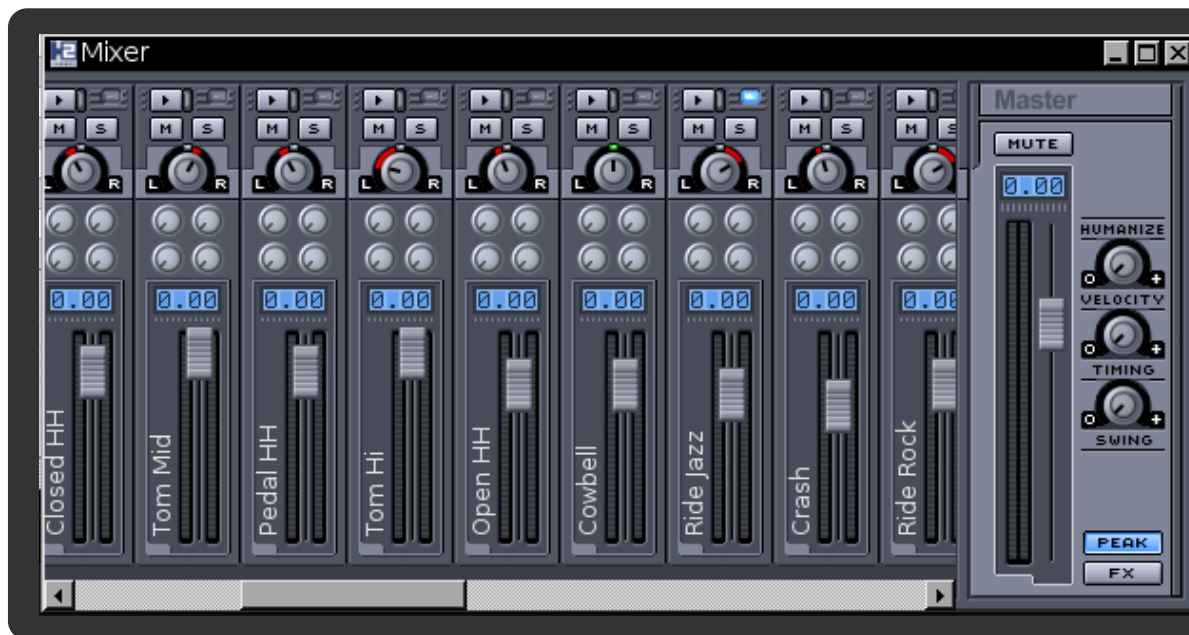 H2 Mixer
M S M S M S M S M S M S M S M S M S
L R L R L R L R L R L R L R L R L
0.00 0.00 0.00 0.00 0.00 0.00 0.00 0.00 0.00
Closed HH
Tom Mid
Pedal HH
Tom Hi
Open HH
Cowbell
Ride Jazz
Crash
Ride Rock
Master
MUTE
0.00
HUMANIZE
VELOCITY
TIMING
SWING
PEAK
FX